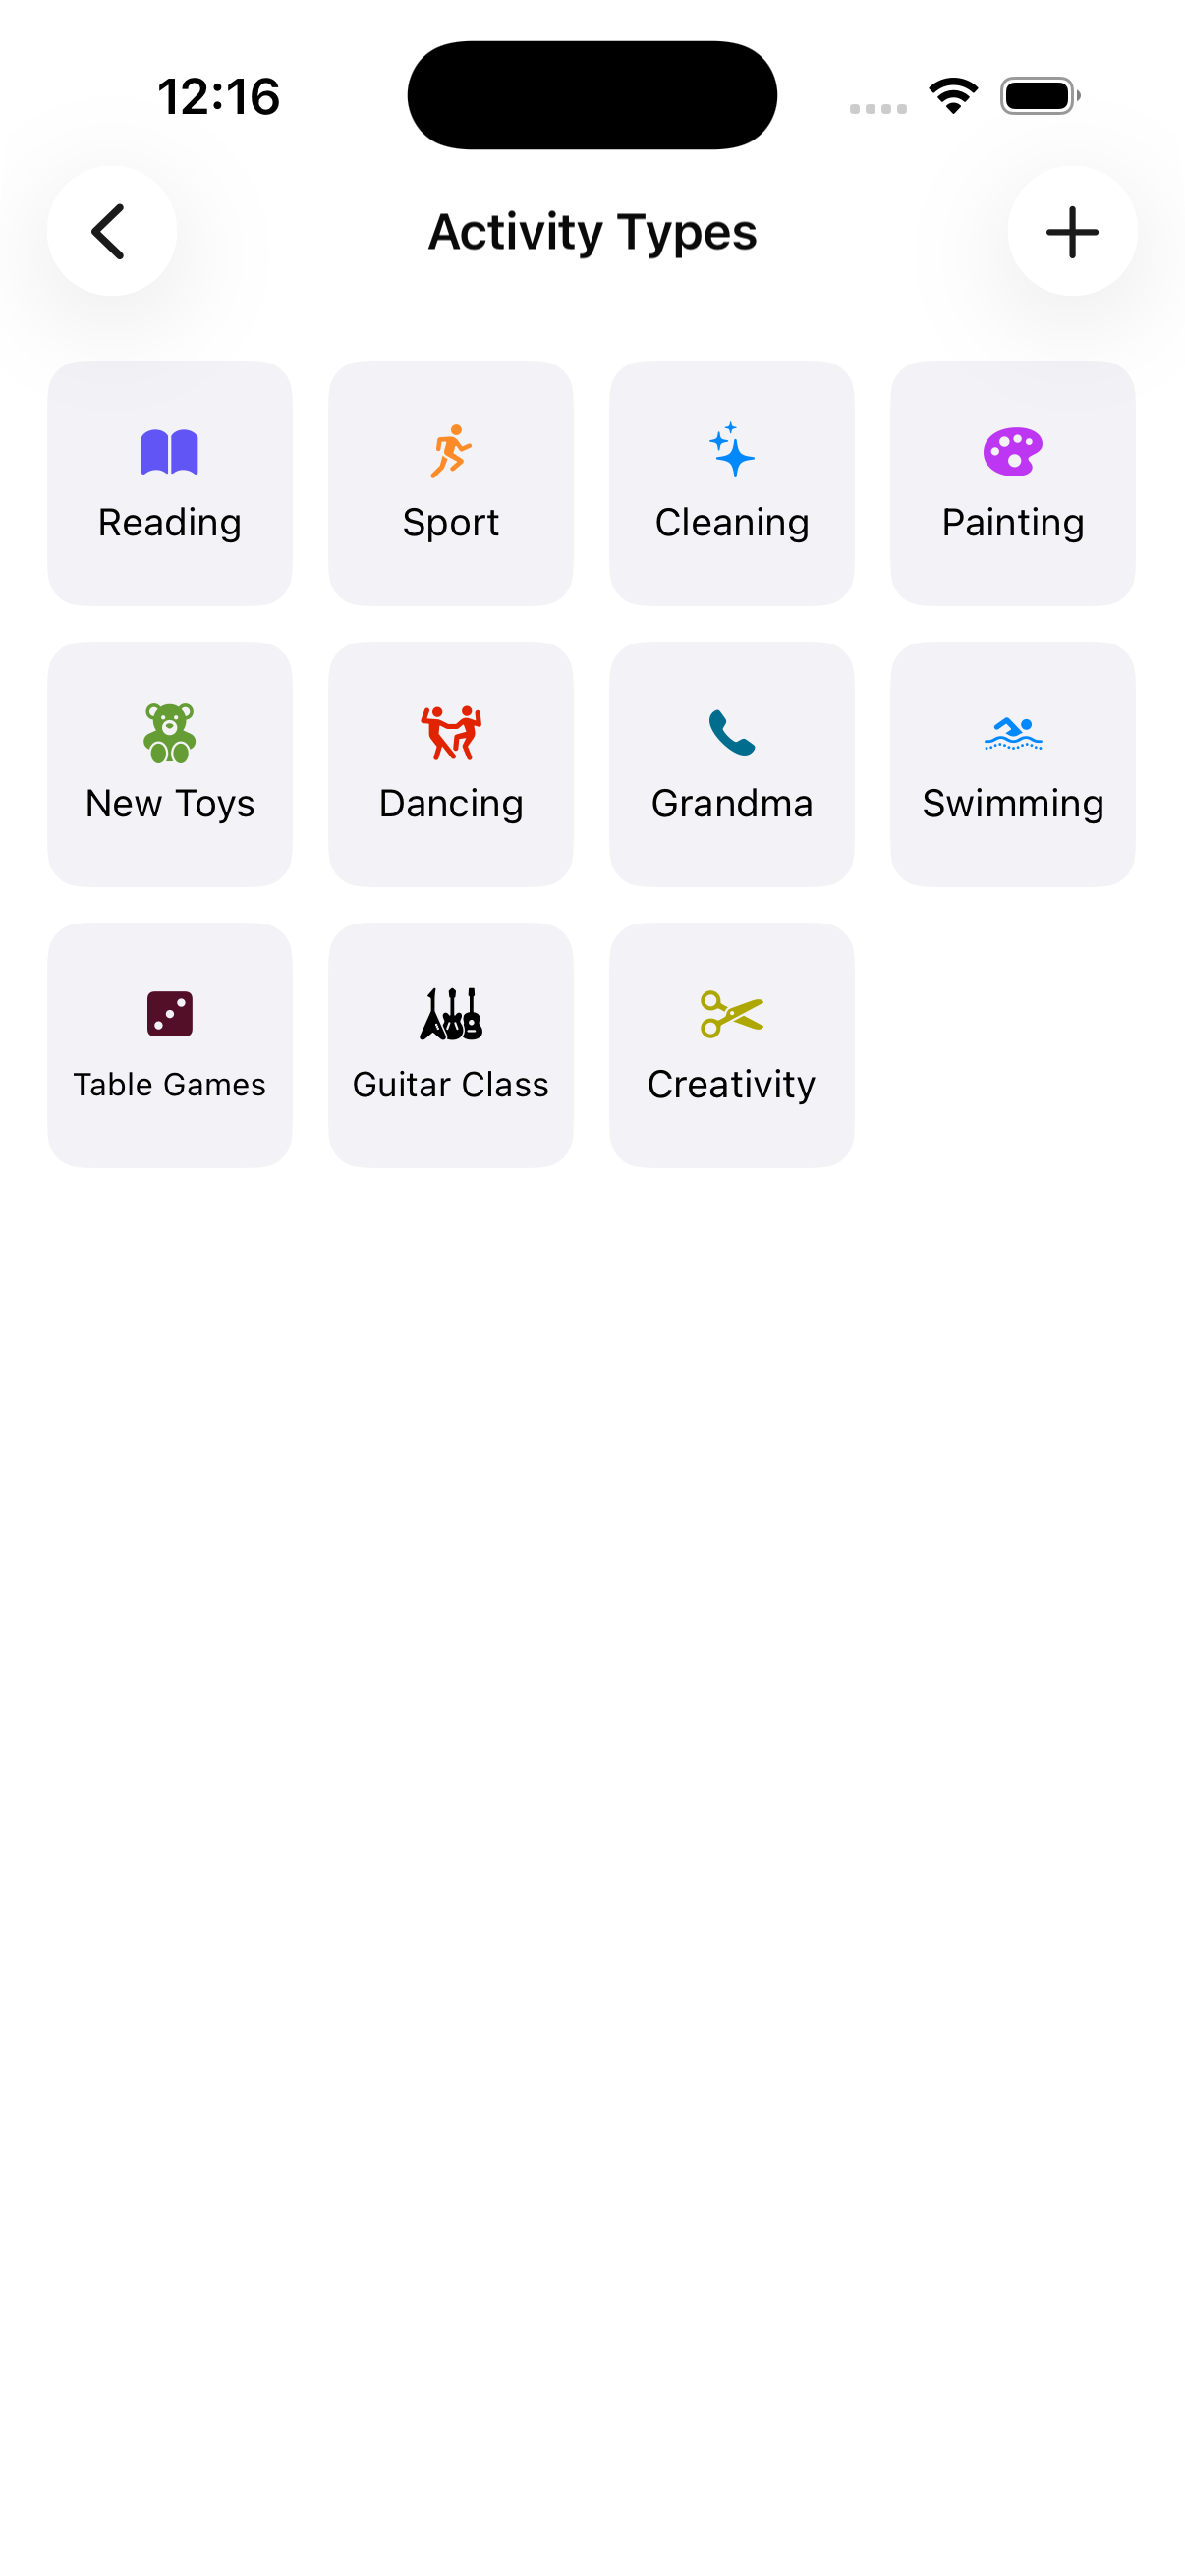 12:16
Activity Types
Reading
Sport
Cleaning
Painting
New Toys
Dancing
Grandma
Swimming
Table Games
Guitar Class
Creativity